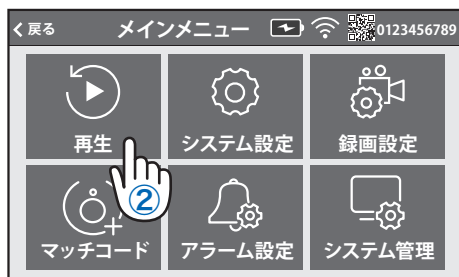 戻る メインメニュー 0123456789
再生 システム設定 録画設定
②
マッチコード アラーム設定 システム管理